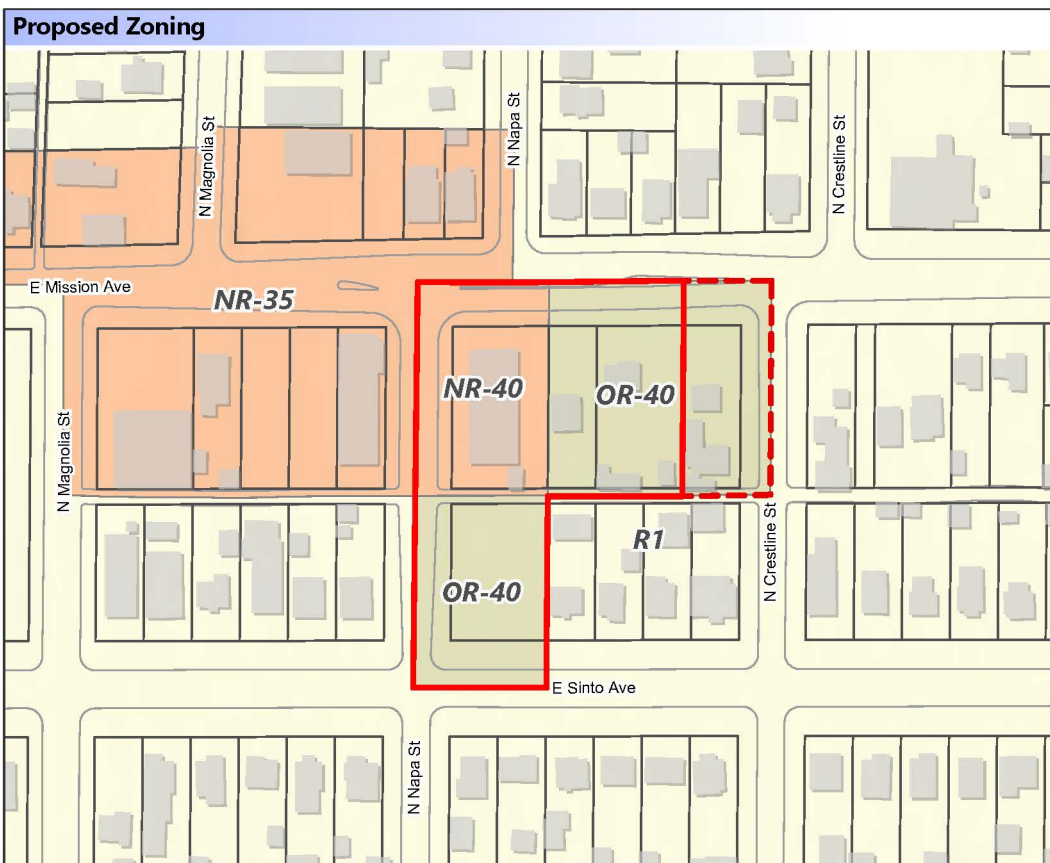 Proposed Zoning
N Magnolia St
N Napa St
N Crestline St
E Mission Ave
NR-35
NR-40
OR-40
N Magnolia St
R1
N Crestline St
OR-40
E Sinto Ave
N Napa St